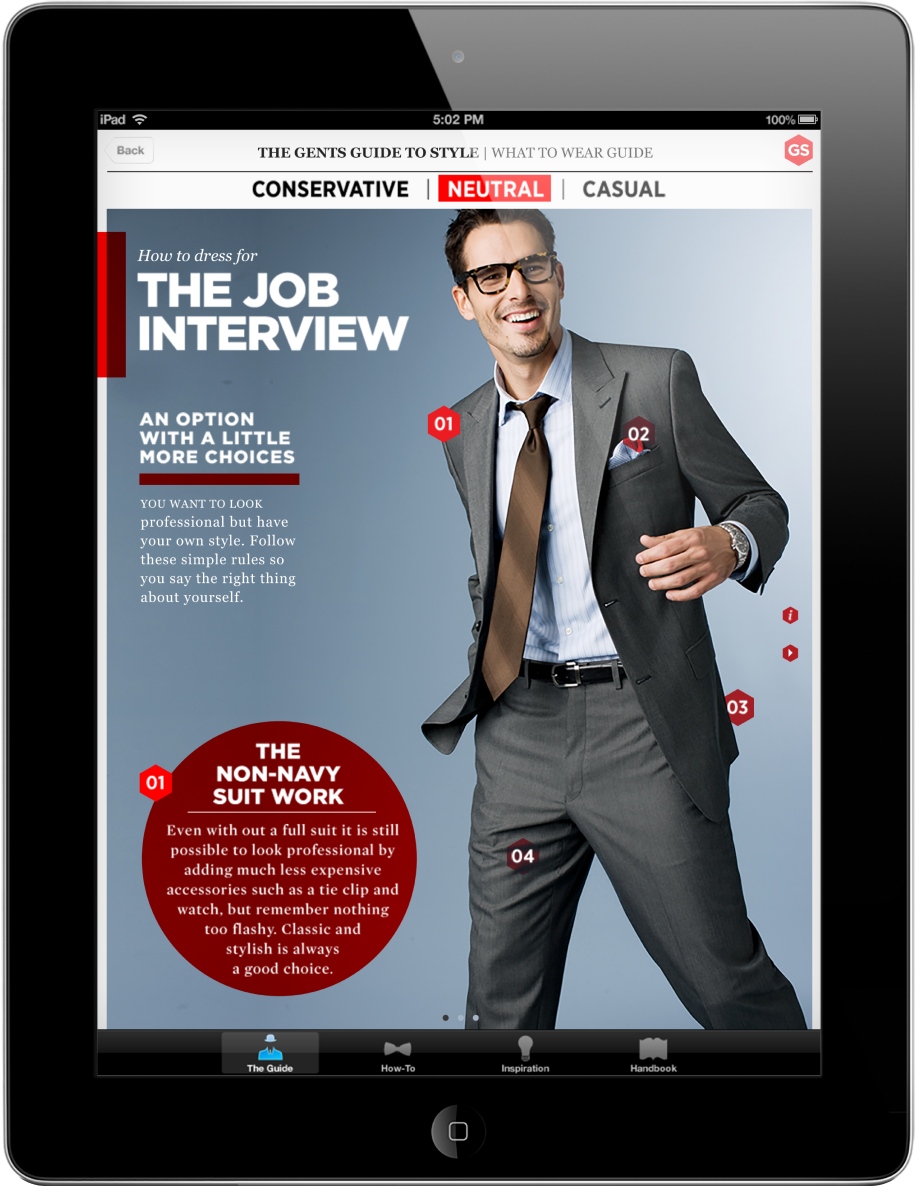 iPad 5:02 PM 100%
Back
THE GENTS GUIDE TO STYLE | WHAT TO WEAR GUIDE
GS
CONSERVATIVE | NEUTRAL | CASUAL
How to dress for
THE JOB
INTERVIEW
AN OPTION
WITH A LITTLE
MORE CHOICES
YOU WANT TO LOOK
professional but have
your own style. Follow
these simple rules so
you say the right thing
about yourself.
01
02
i
03
04
01
THE
NON-NAVY
SUIT WORK
Even with out a full suit it is still
possible to look professional by
adding much less expensive
accessories such as a tie clip and
watch, but remember nothing
too flashy. Classic and
stylish is always
a good choice.
The Guide
How-To
Inspiration
Handbook